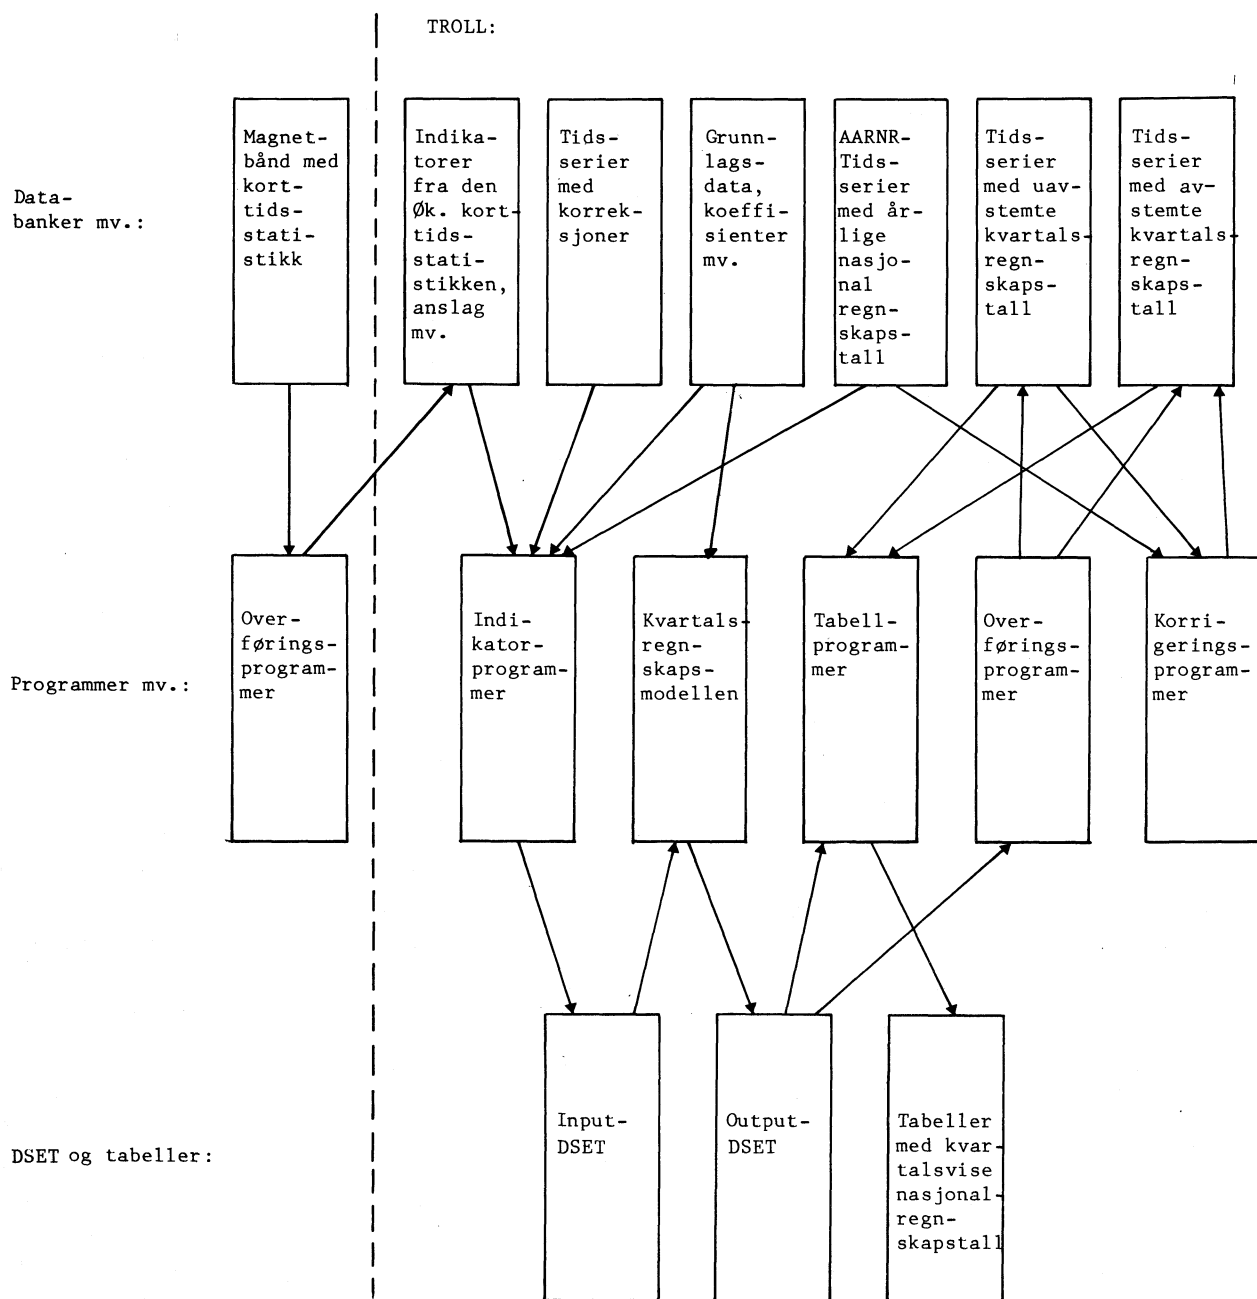 TROLL:
Data-
banker mv.:
Magnet-
bånd med
kort-
tids-
stati-
stikk
Indika-
torer
fra den
Øk. kort-
tids-
stati-
stikken,
anslag
mv.
Tids-
serier
med
korrek-
sjoner
Grunn-
lags-
data,
koeffi-
sienter
mv.
AARNR-
Tids-
serier
med år-
lige
nasjo-
nal
regn-
skaps-
tall
Tids-
serier
med uav-
stemte
kvartals-
regn-
skaps-
tall
Tids-
serier
med av-
stemte
kvartals-
regn-
skaps-
tall
Programmer mv.:
Over-
førings-
program-
mer
Indi-
kator-
program-
mer
Kvartals-
regn-
skaps-
modellen
Tabell-
program-
mer
Over-
førings-
program-
mer
Korri-
gerings-
program-
mer
DSET og tabeller:
Input-
DSET
Output-
DSET
Tabeller
med kvar-
talsvise
nasjonal-
regn-
skapstall